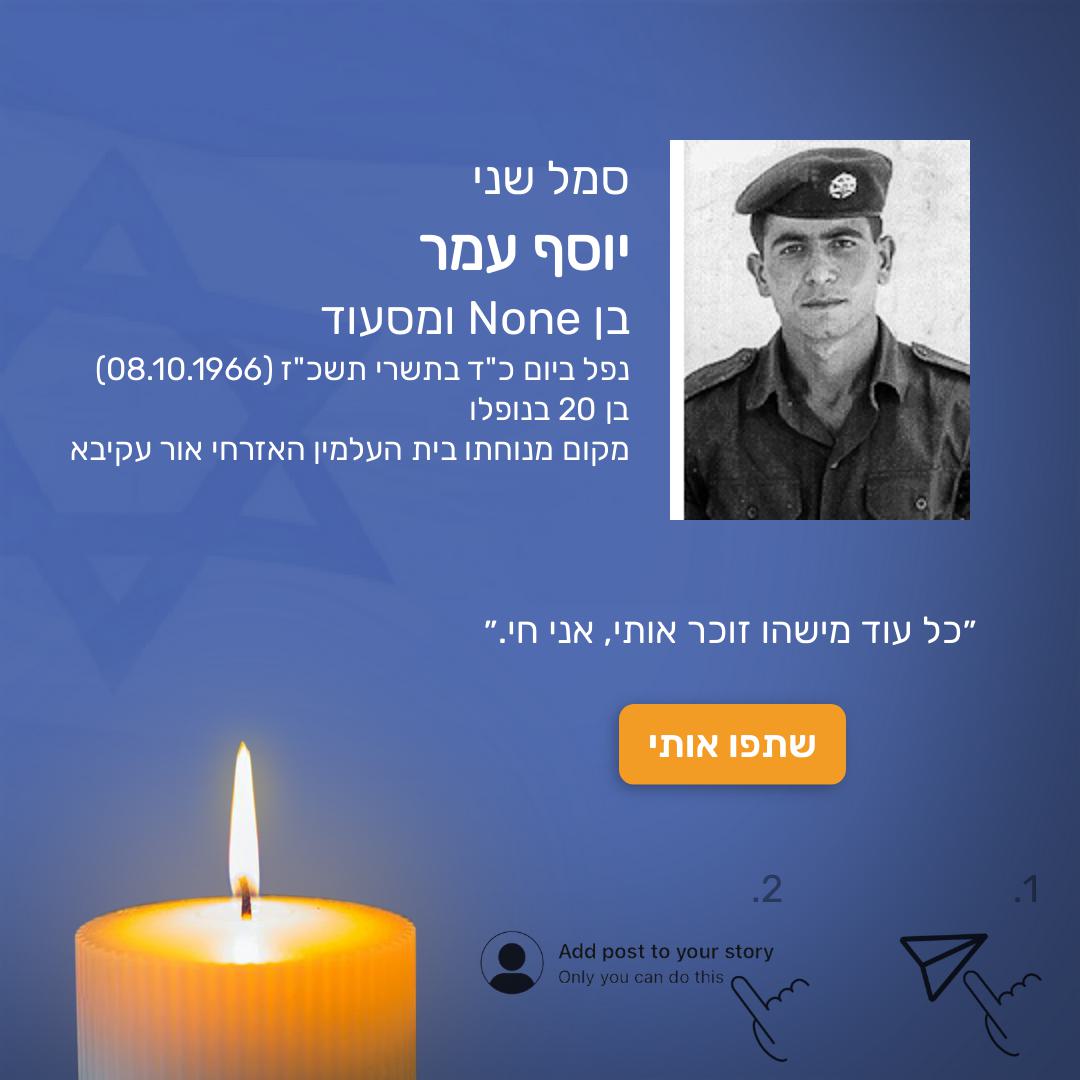 סמל שני
יוסף עמר
בן None ומסעוד
נפל ביום כ"ד בתשרי תשכ"ז (08.10.1966)
בן 20 בנופלו
מקום מנוחתו בית העלמין האזרחי אור עקיבא
״כל עוד מישהו זוכר אותי, אני חי.״
שתפו אותי
.1
.2
Add post to your story
Only you can do this